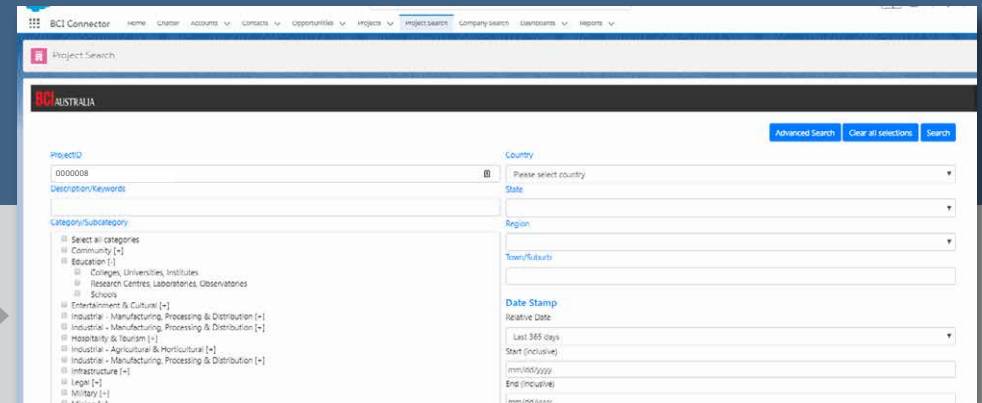 BCI Connector Home Chatter Accounts Contacts Opportunities Projects Project Search Company Search Dashboards Reports
Project Search
BCI AUSTRALIA
Advanced Search Clear all selections Search
ProjectID
0000008
Description/Keywords
Category/Subcategory
Select all categories
Community [+]
Education [-]
Colleges, Universities, Institutes
Research Centres, Laboratories, Observatories
Schools
Entertainment & Cultural [+]
Industrial - Manufacturing, Processing & Distribution [+]
Industrial - Manufacturing, Processing & Distribution [+]
Hospitality & Tourism [+]
Industrial - Agricultural & Horticultural [+]
Industrial - Manufacturing, Processing & Distribution [+]
Infrastructure [+]
Legal [+]
Military [+]
Country
Please select country
State
Region
Town/Suburb
Date Stamp
Relative Date
Last 365 days
Start (inclusive)
mm/dd/yyyy
End (inclusive)
mm/dd/yyyy